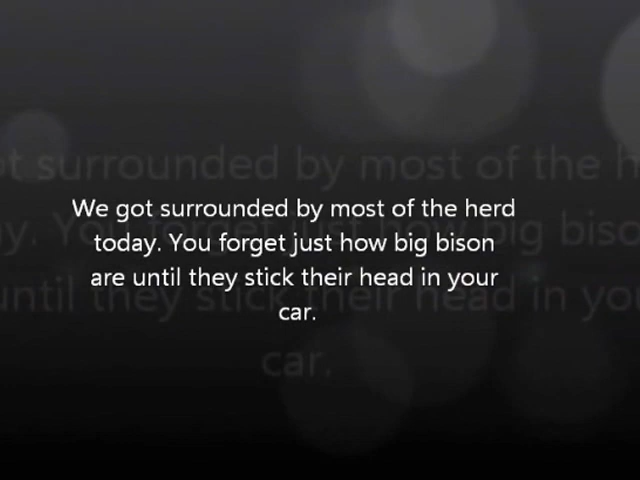 We got surrounded by most of the herd
today. You forget just how big bison
are until they stick their head in your
car.